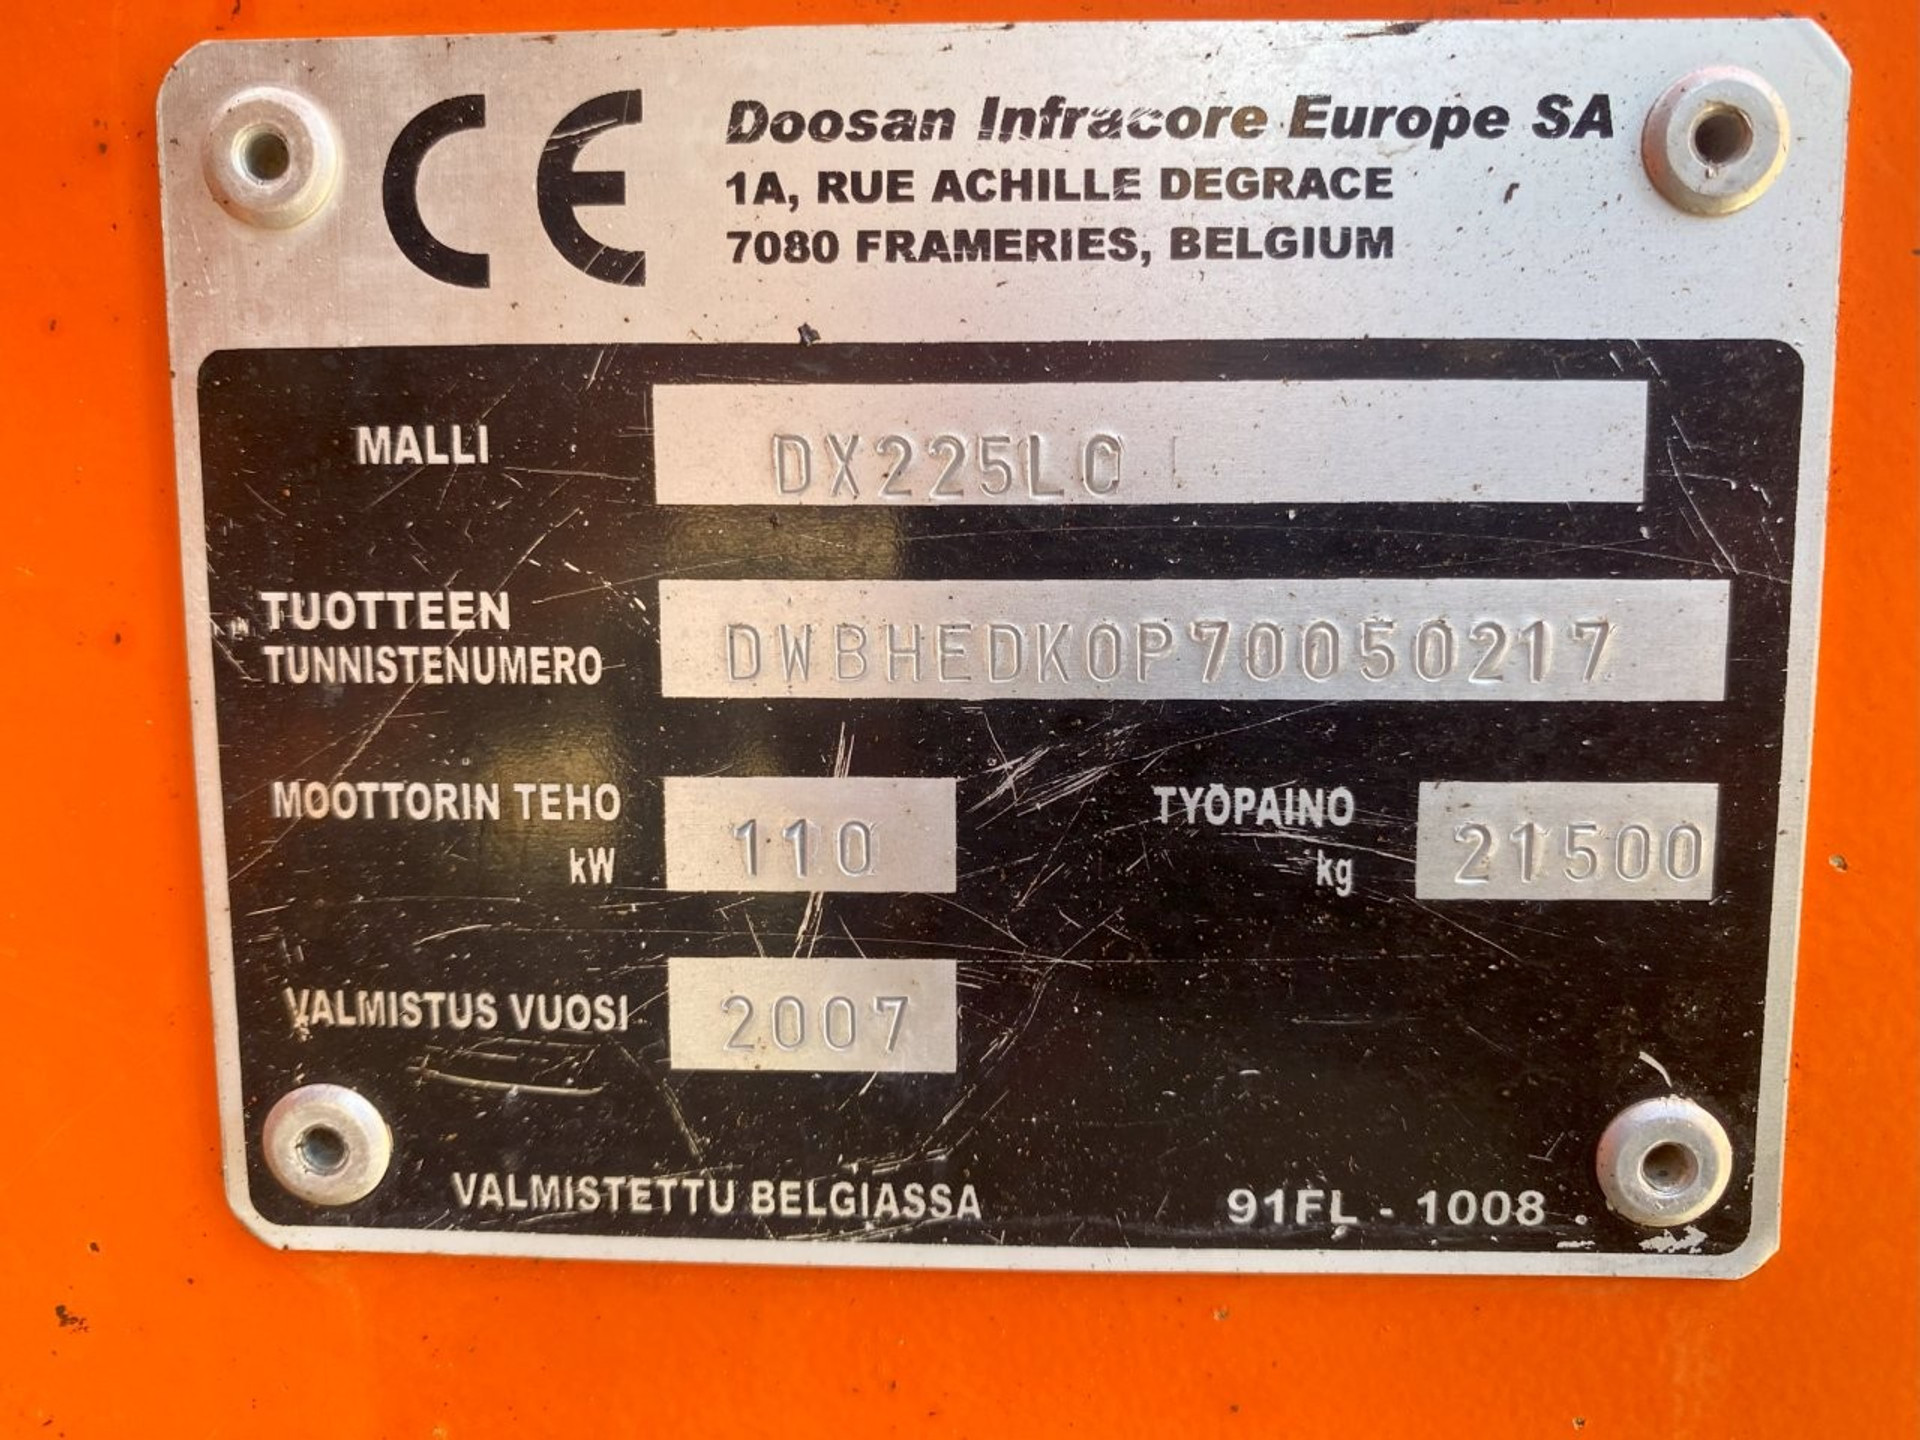 CE
Doosan Infracore Europe SA
1A, RUE ACHILLE DEGRACE
7080 FRAMERIES, BELGIUM
MALLI DX225LC
TUOTTEEN
TUNNISTENUMERO DWBHEDK0P70050217
MOOTTORIN TEHO
kW 110
TYÖPAINO
kg 21500
VALMISTUS VUOSI 2007
VALMISTETTU BELGIASSA 91FL - 1008